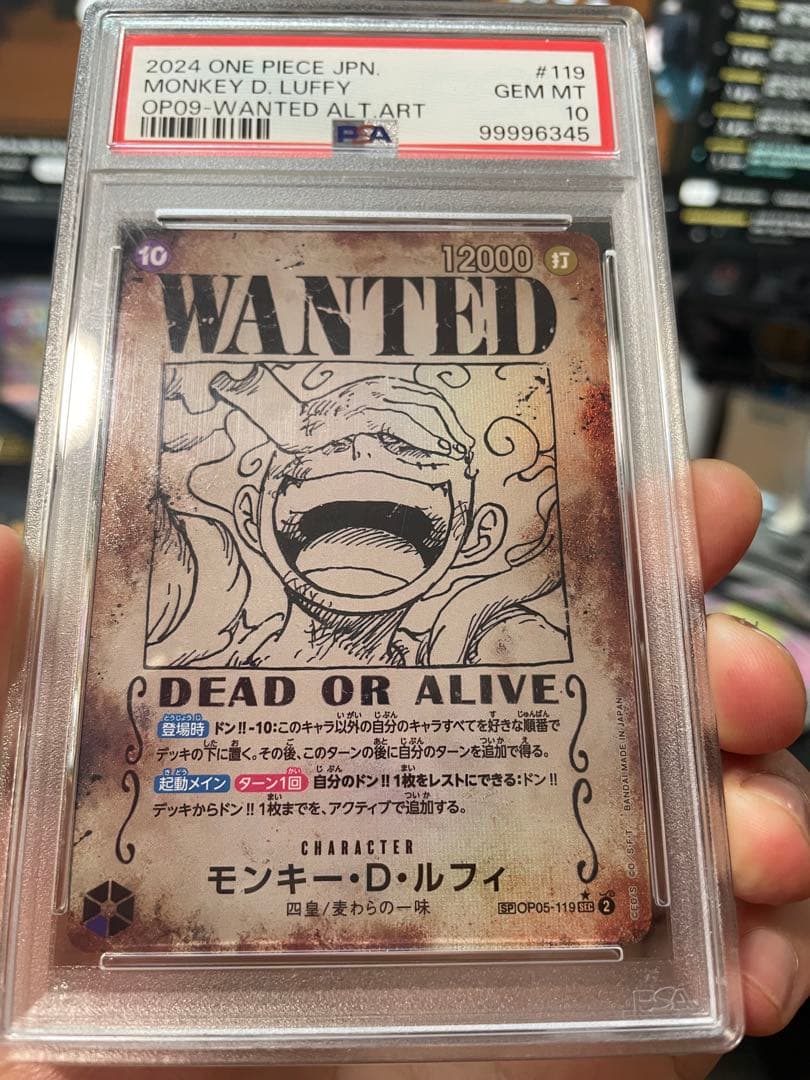 2024 ONE PIECE JPN. #119
MONKEY D. LUFFY GEM MT
OP09-WANTED ALT.ART 10
PSA 99996345
10 12000 打
WANTED
DEAD OR ALIVE
登場時 ドン!!-10:このキャラ以外の自分のキャラすべてを好きな順番で
デッキの下に置く。その後、このターンの後に自分のターンを追加で得る。
起動メイン ターン1回 自分のドン!!1枚をレストにできる:ドン!!
デッキからドン!!1枚までを、アクティブで追加する。
CHARACTER
モンキー・D・ルフィ
四皇/麦わらの一味
SP OP05-119 SEC 2
©E.O./S. ©O., S.F.T. BANDAI MADE IN JAPAN
PSA